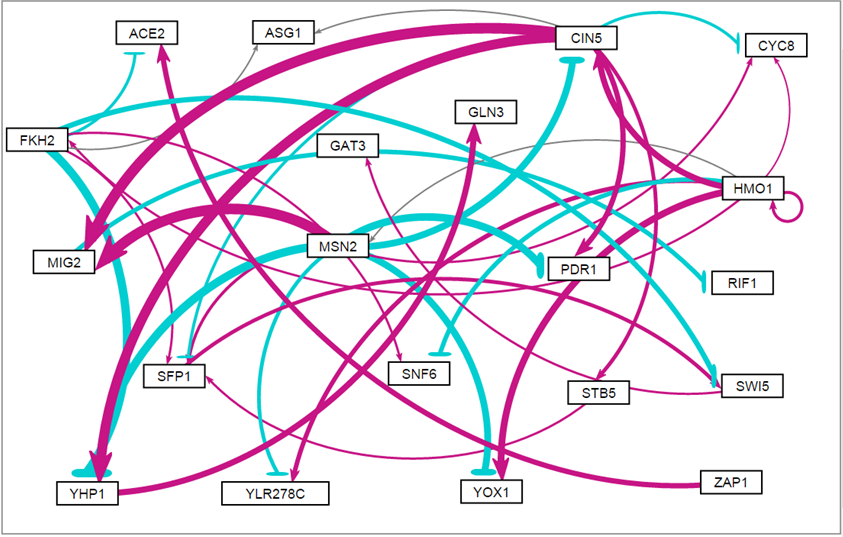 ACE2
ASG1
CIN5
CYC8
GLN3
FKH2
GAT3
HMO1
MSN2
MIG2
PDR1
RIF1
SFP1
SNF6
STB5
SWI5
YHP1
YLR278C
YOX1
ZAP1